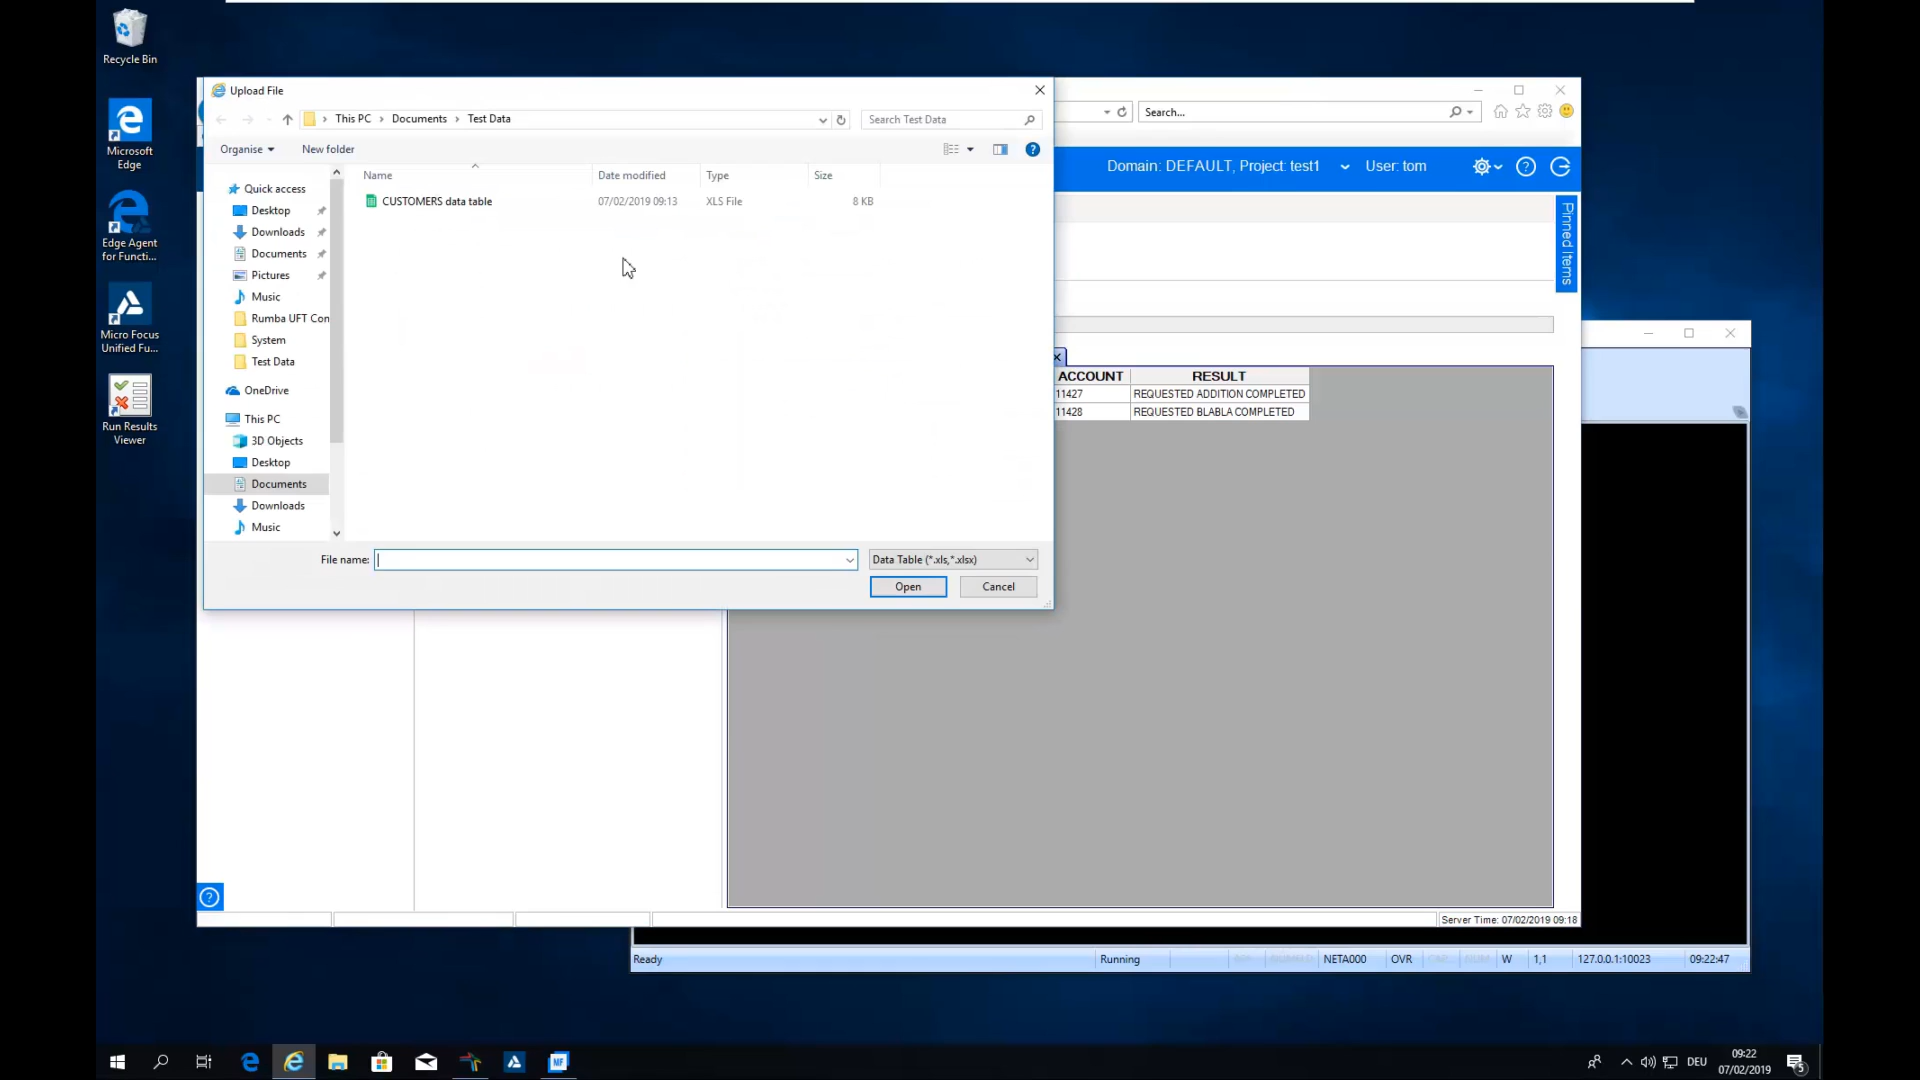 Recycle Bin
Microsoft
Edge
Edge Agent
for Functi...
Micro Focus
Unified Fu...
Run Results
Viewer
Upload File
This PC
Documents
Test Data
Search Test Data
Organise
New folder
Name
Date modified
Type
Size
CUSTOMERS data table
07/02/2019 09:13
XLS File
8 KB
Quick access
Desktop
Downloads
Documents
Pictures
Music
Rumba UFT Con
System
Test Data
OneDrive
This PC
3D Objects
Desktop
Documents
Downloads
Music
File name:
Data Table (*.xls,*.xlsx)
Open
Cancel
Search...
Domain: DEFAULT, Project: test1
User: tom
Pinned Items
ACCOUNT RESULT
11427 REQUESTED ADDITION COMPLETED
11428 REQUESTED BLABLA COMPLETED
Server Time: 07/02/2019 09:18
Ready
Running
NETA000
OVR
W
1,1
127.0.0.1:10023
09:22:47
MF
DEU
09:22
07/02/2019
5